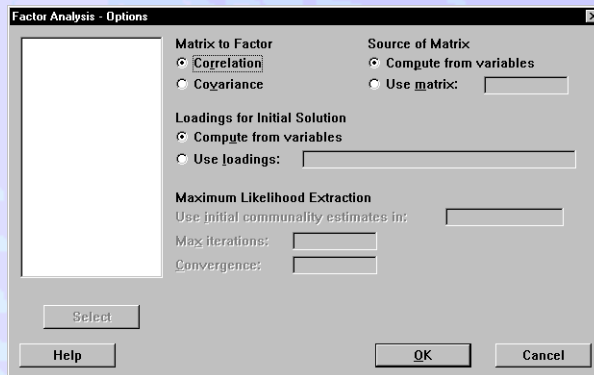 Factor Analysis - Options
Matrix to Factor
Correlation
Covariance
Source of Matrix
Compute from variables
Use matrix:
Loadings for Initial Solution
Compute from variables
Use loadings:
Maximum Likelihood Extraction
Use initial communality estimates in:
Max iterations:
Convergence:
Select
Help
OK
Cancel